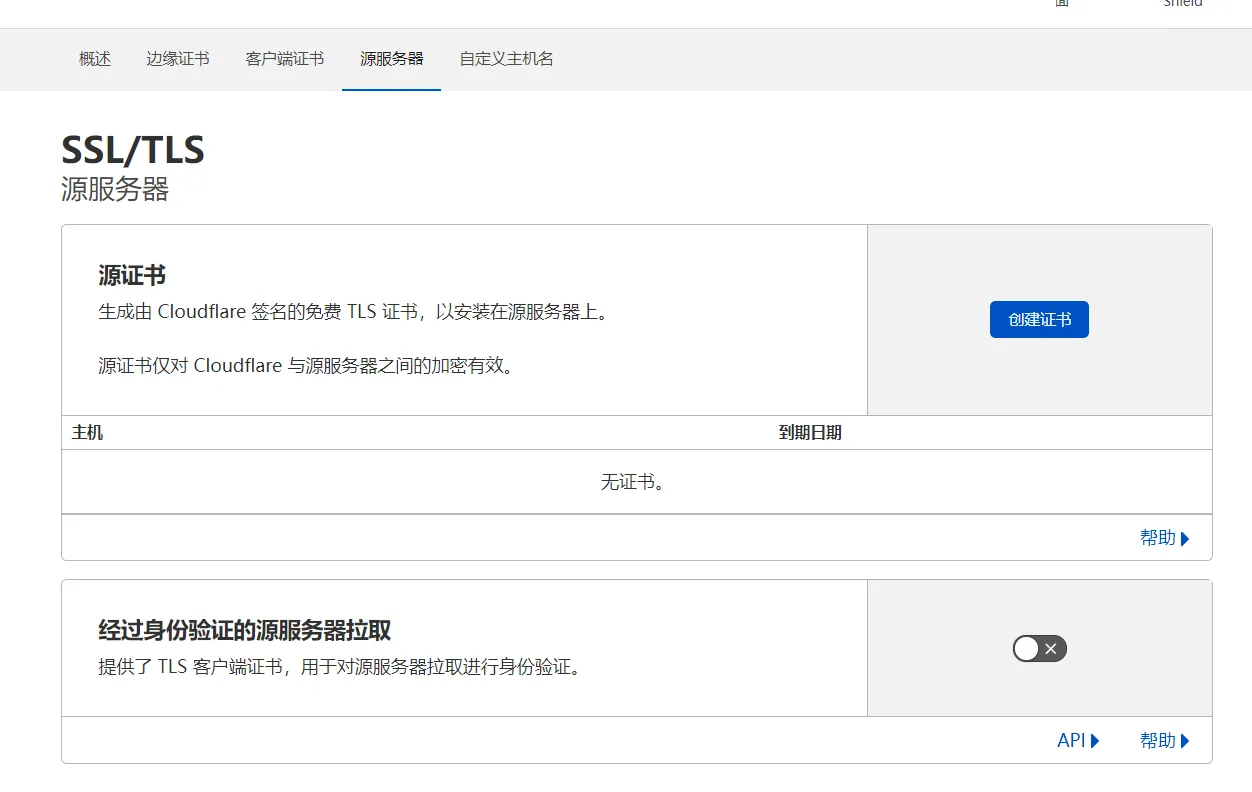 面 Shield
概述 边缘证书 客户端证书 源服务器 自定义主机名
SSL/TLS
源服务器
源证书
生成由 Cloudflare 签名的免费 TLS 证书，以安装在源服务器上。
创建证书
源证书仅对 Cloudflare 与源服务器之间的加密有效。
主机 到期日期
无证书。
帮助
经过身份验证的源服务器拉取
提供了 TLS 客户端证书，用于对源服务器拉取进行身份验证。
API 帮助